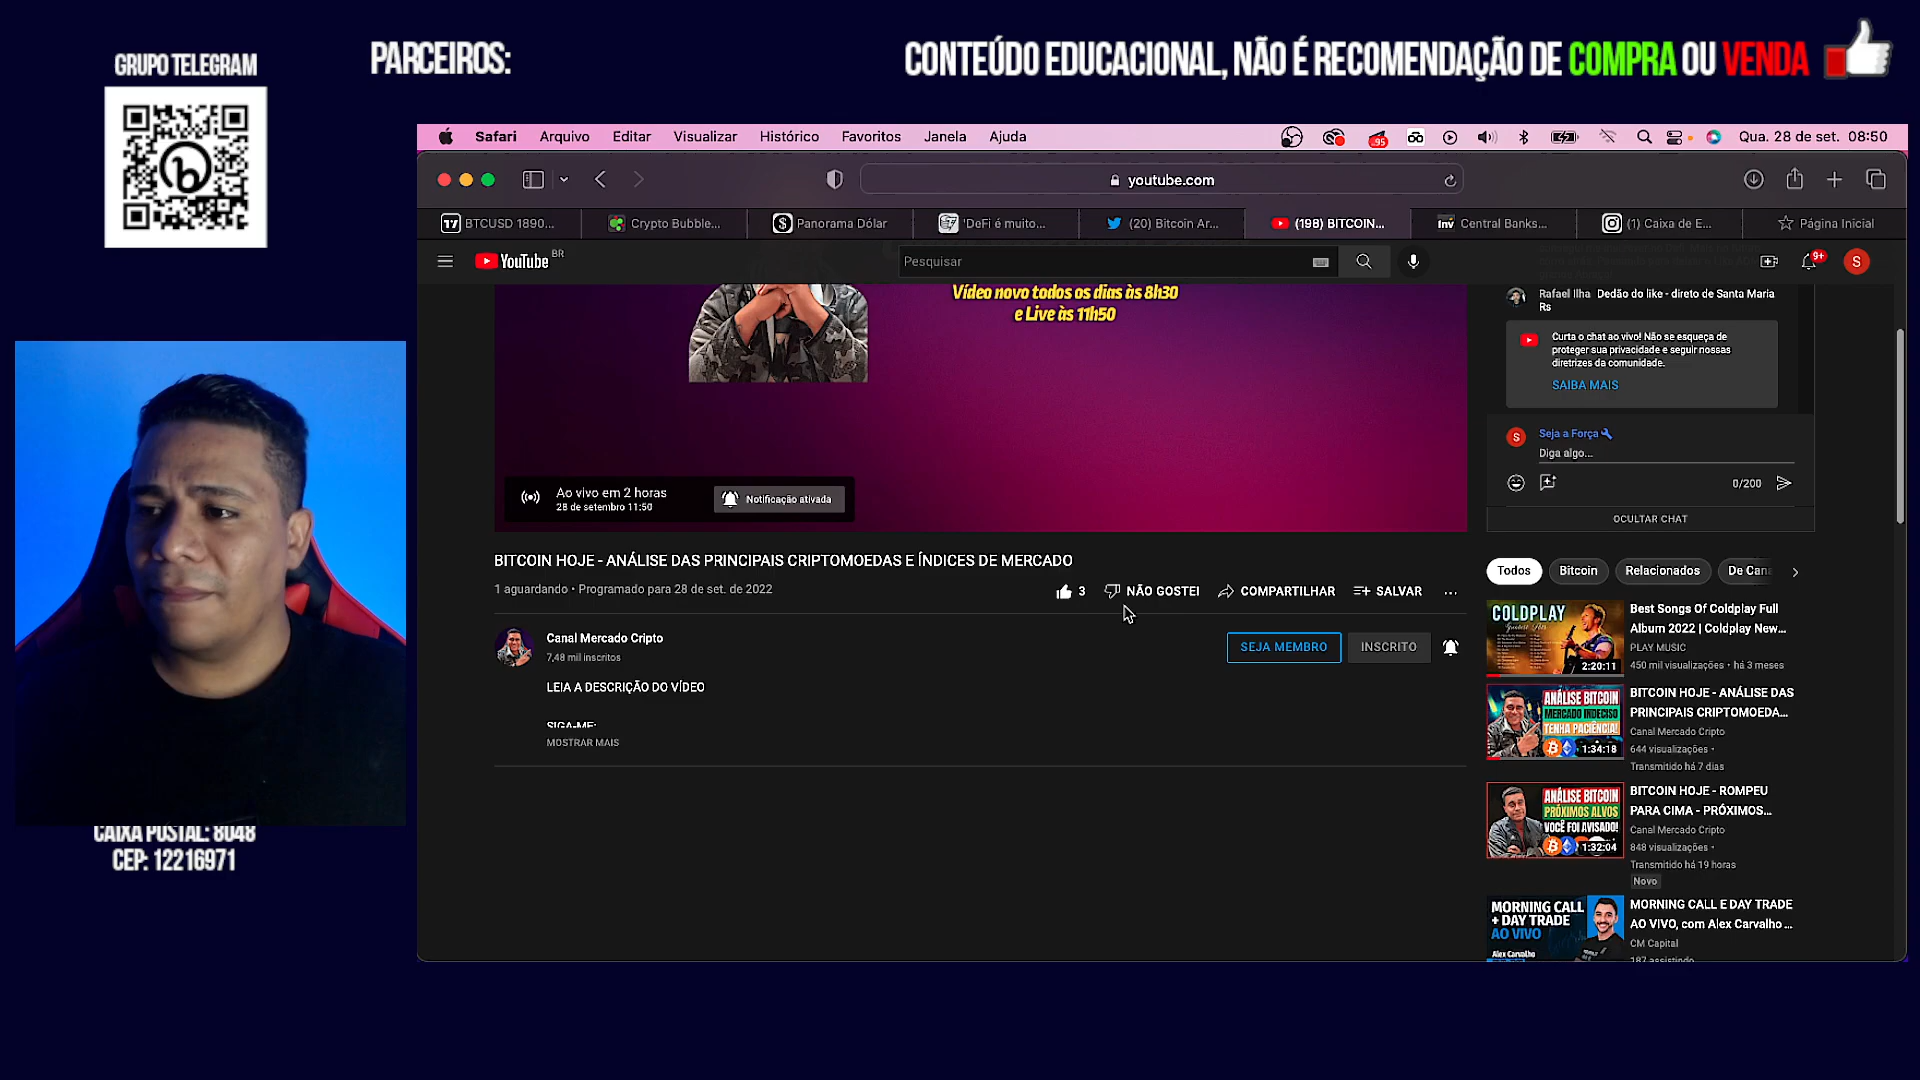 GRUPO TELEGRAM
PARCEIROS:
CONTEÚDO EDUCACIONAL, NÃO É RECOMENDAÇÃO DE COMPRA OU VENDA
Safari Arquivo Editar Visualizar Histórico Favoritos Janela Ajuda
95
Qua. 28 de set. 08:50
youtube.com
BTCUSD 1890...
Crypto Bubble...
Panorama Dólar
'DeFi é muito...
(20) Bitcoin Ar...
(198) BITCOIN...
Inv Central Banks...
(1) Caixa de E...
Página Inicial
YouTube BR
Pesquisar
9+
S
Vídeo novo todos os dias às 8h30
e Live às 11h50
Rafael Ilha Dedão do like - direto de Santa Maria
Rs
Curta o chat ao vivo! Não se esqueça de
proteger sua privacidade e seguir nossas
diretrizes da comunidade.
SAIBA MAIS
S
Seja a Força
Diga algo...
0/200
OCULTAR CHAT
Ao vivo em 2 horas
28 de setembro 11:50
Notificação ativada
BITCOIN HOJE - ANÁLISE DAS PRINCIPAIS CRIPTOMOEDAS E ÍNDICES DE MERCADO
1 aguardando • Programado para 28 de set. de 2022
3
NÃO GOSTEI
COMPARTILHAR
SALVAR
Canal Mercado Cripto
7,48 mil inscritos
SEJA MEMBRO
INSCRITO
LEIA A DESCRIÇÃO DO VÍDEO
SIGA-ME:
MOSTRAR MAIS
Todos
Bitcoin
Relacionados
De Cana
COLDPLAY
2:20:11
Best Songs Of Coldplay Full
Album 2022 | Coldplay New...
PLAY MUSIC
450 mil visualizações • há 3 meses
ANÁLISE BITCOIN
MERCADO INDECISO
TENHA PACIÊNCIA!
1:34:18
BITCOIN HOJE - ANÁLISE DAS
PRINCIPAIS CRIPTOMOEDA...
Canal Mercado Cripto
644 visualizações •
Transmitido há 7 dias
ANÁLISE BITCOIN
PRÓXIMOS ALVOS
VOCÊ FOI AVISADO!
1:32:04
BITCOIN HOJE - ROMPEU
PARA CIMA - PRÓXIMOS...
Canal Mercado Cripto
848 visualizações •
Transmitido há 19 horas
Novo
MORNING CALL
+ DAY TRADE
AO VIVO
Alex Carvalho
MORNING CALL E DAY TRADE
AO VIVO, com Alex Carvalho ...
CM Capital
187 assistindo
CAIXA POSTAL: 8048
CEP: 12216971